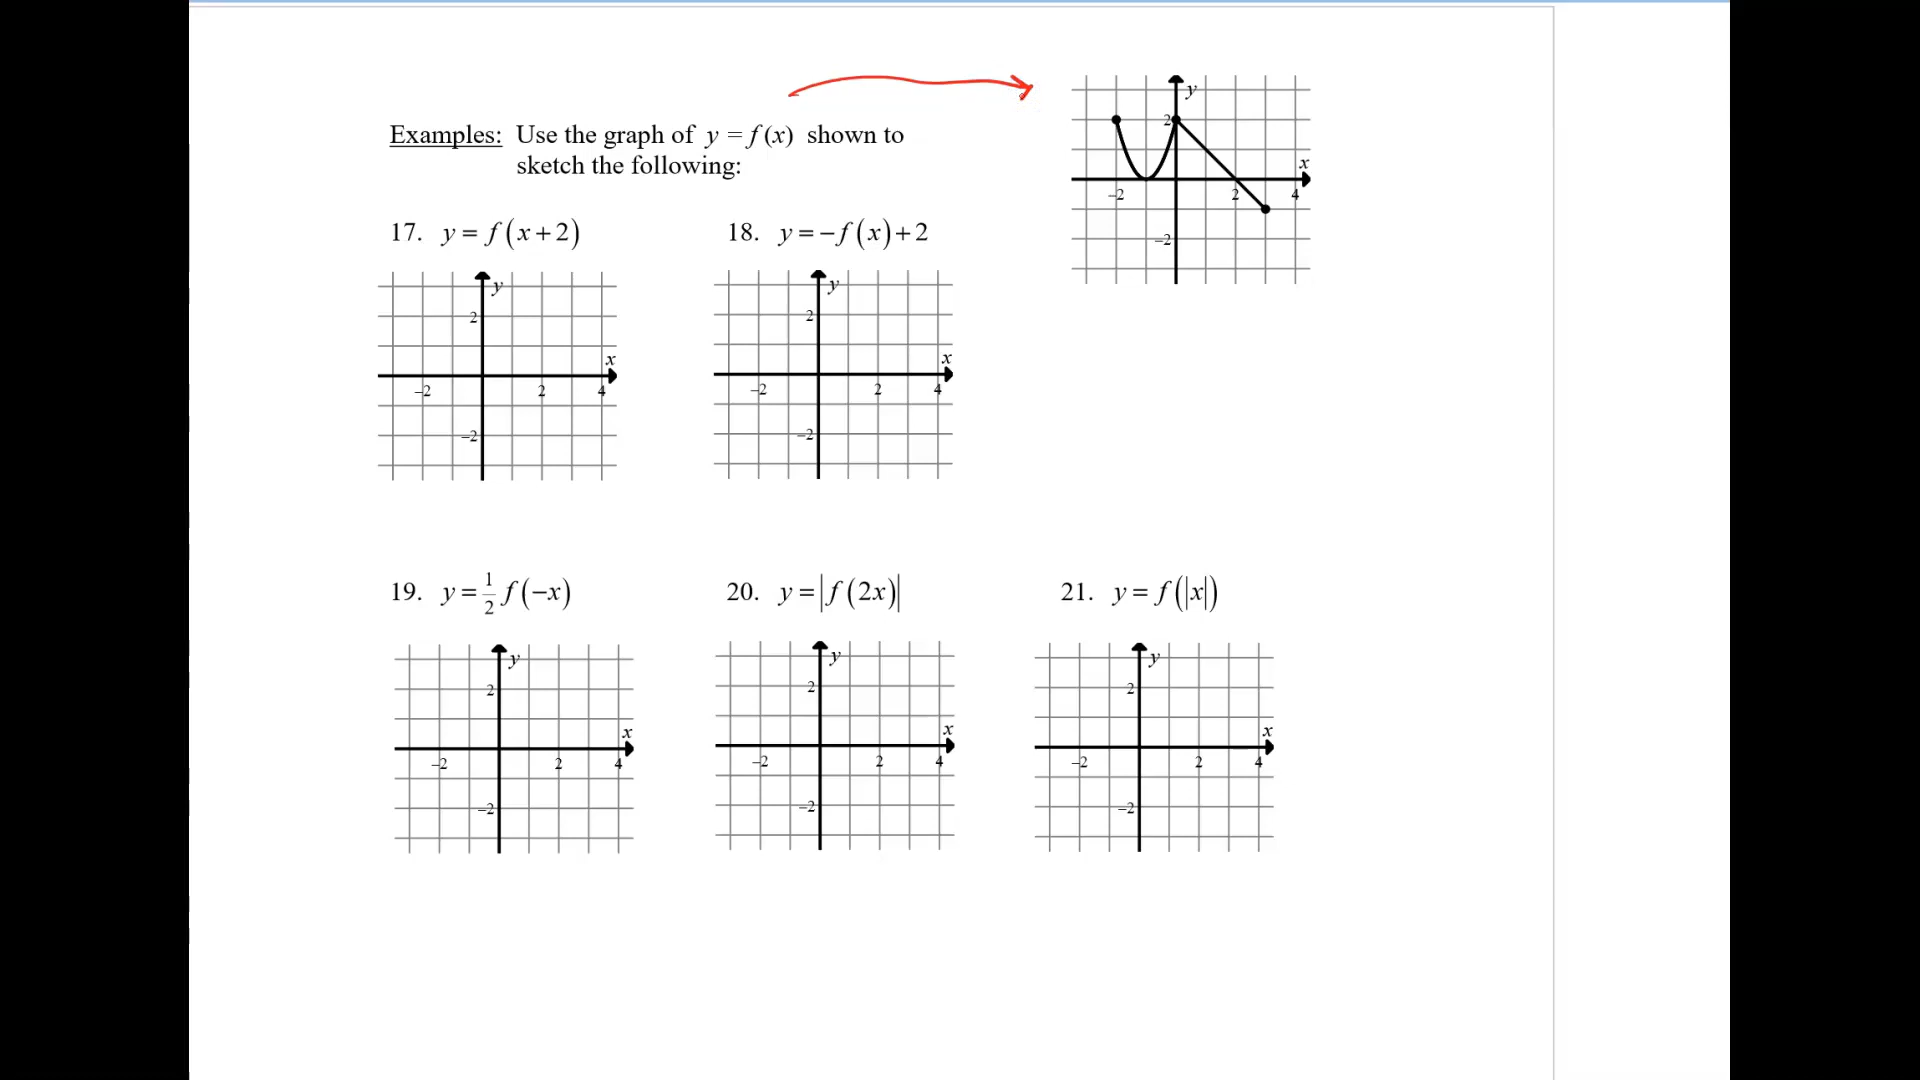 Examples: Use the graph of y = f(x) shown to
sketch the following:
y
2
x
−2
2
4
−2
17. y = f(x+2)
18. y = −f(x)+2
y
2
x
−2
2
4
−2
y
2
x
−2
2
4
−2
19. y = 1/2 f(−x)
20. y = |f(2x)|
21. y = f(|x|)
y
2
x
−2
2
4
−2
y
2
x
−2
2
4
−2
y
2
x
−2
2
4
−2